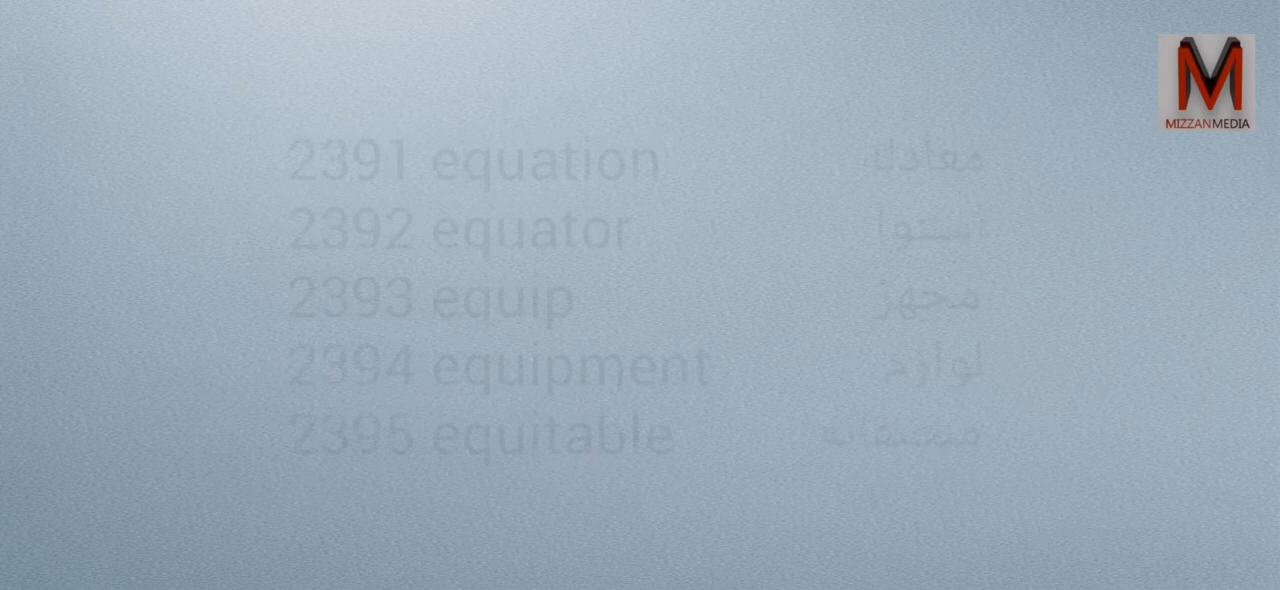 M
MIZZANMEDIA
2391 equation معادله
2392 equator استوا
2393 equip مجهز
2394 equipment لوازم
2395 equitable منصفانه